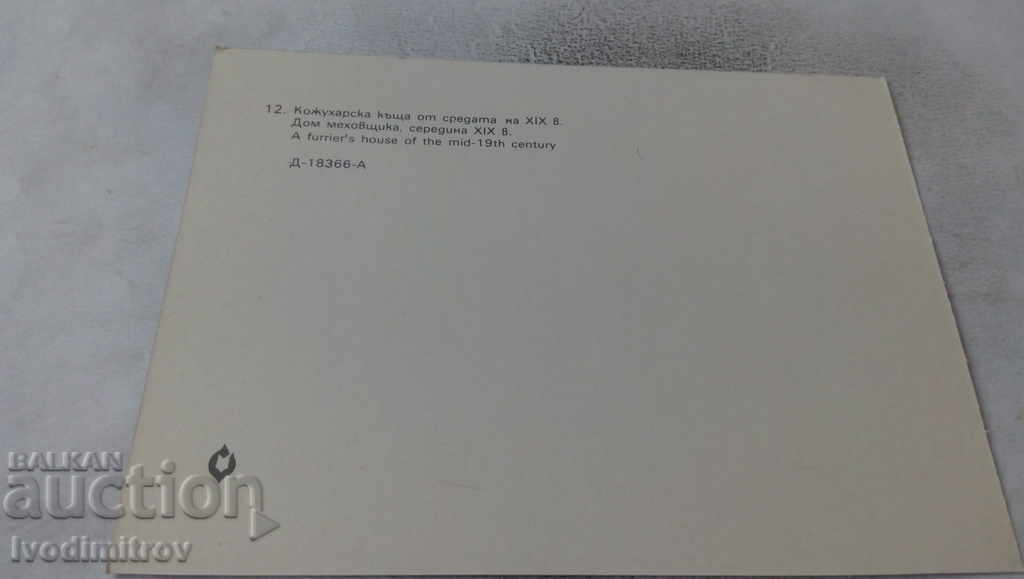 12. Кожухарска къща от средата на XIX в.
Дом меховщика, середина XIX в.
A furrier's house of the mid-19th century
Д-18366-А
BALKAN
auction
Ivodimitrov